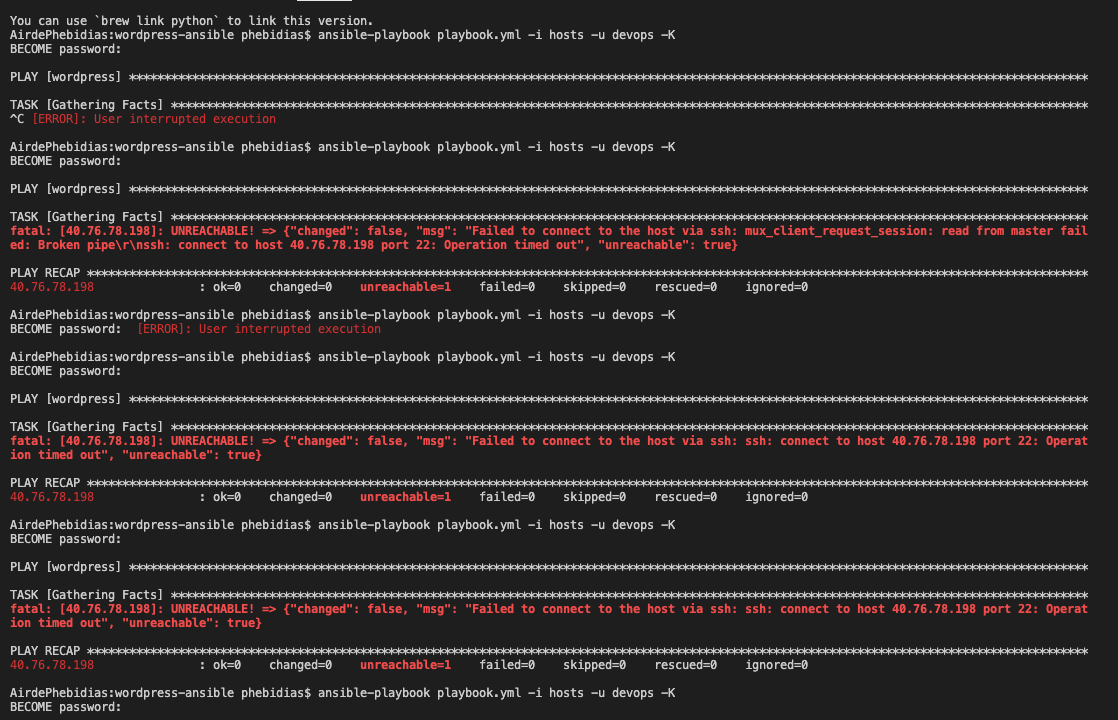 You can use `brew link python` to link this version.
AirdePhebidias:wordpress-ansible phebidias$ ansible-playbook playbook.yml -i hosts -u devops -K
BECOME password:
PLAY [wordpress] *****************************************************************************************************************************************
TASK [Gathering Facts] ***********************************************************************************************************************************
^C [ERROR]: User interrupted execution
AirdePhebidias:wordpress-ansible phebidias$ ansible-playbook playbook.yml -i hosts -u devops -K
BECOME password:
PLAY [wordpress] *****************************************************************************************************************************************
TASK [Gathering Facts] ***********************************************************************************************************************************
fatal: [40.76.78.198]: UNREACHABLE! => {"changed": false, "msg": "Failed to connect to the host via ssh: mux_client_request_session: read from master fail
ed: Broken pipe\r\nssh: connect to host 40.76.78.198 port 22: Operation timed out", "unreachable": true}
PLAY RECAP ***********************************************************************************************************************************************
40.76.78.198               : ok=0    changed=0    unreachable=1    failed=0    skipped=0    rescued=0    ignored=0
AirdePhebidias:wordpress-ansible phebidias$ ansible-playbook playbook.yml -i hosts -u devops -K
BECOME password:  [ERROR]: User interrupted execution
AirdePhebidias:wordpress-ansible phebidias$ ansible-playbook playbook.yml -i hosts -u devops -K
BECOME password:
PLAY [wordpress] *****************************************************************************************************************************************
TASK [Gathering Facts] ***********************************************************************************************************************************
fatal: [40.76.78.198]: UNREACHABLE! => {"changed": false, "msg": "Failed to connect to the host via ssh: ssh: connect to host 40.76.78.198 port 22: Operat
ion timed out", "unreachable": true}
PLAY RECAP ***********************************************************************************************************************************************
40.76.78.198               : ok=0    changed=0    unreachable=1    failed=0    skipped=0    rescued=0    ignored=0
AirdePhebidias:wordpress-ansible phebidias$ ansible-playbook playbook.yml -i hosts -u devops -K
BECOME password:
PLAY [wordpress] *****************************************************************************************************************************************
TASK [Gathering Facts] ***********************************************************************************************************************************
fatal: [40.76.78.198]: UNREACHABLE! => {"changed": false, "msg": "Failed to connect to the host via ssh: ssh: connect to host 40.76.78.198 port 22: Operat
ion timed out", "unreachable": true}
PLAY RECAP ***********************************************************************************************************************************************
40.76.78.198               : ok=0    changed=0    unreachable=1    failed=0    skipped=0    rescued=0    ignored=0
AirdePhebidias:wordpress-ansible phebidias$ ansible-playbook playbook.yml -i hosts -u devops -K
BECOME password: